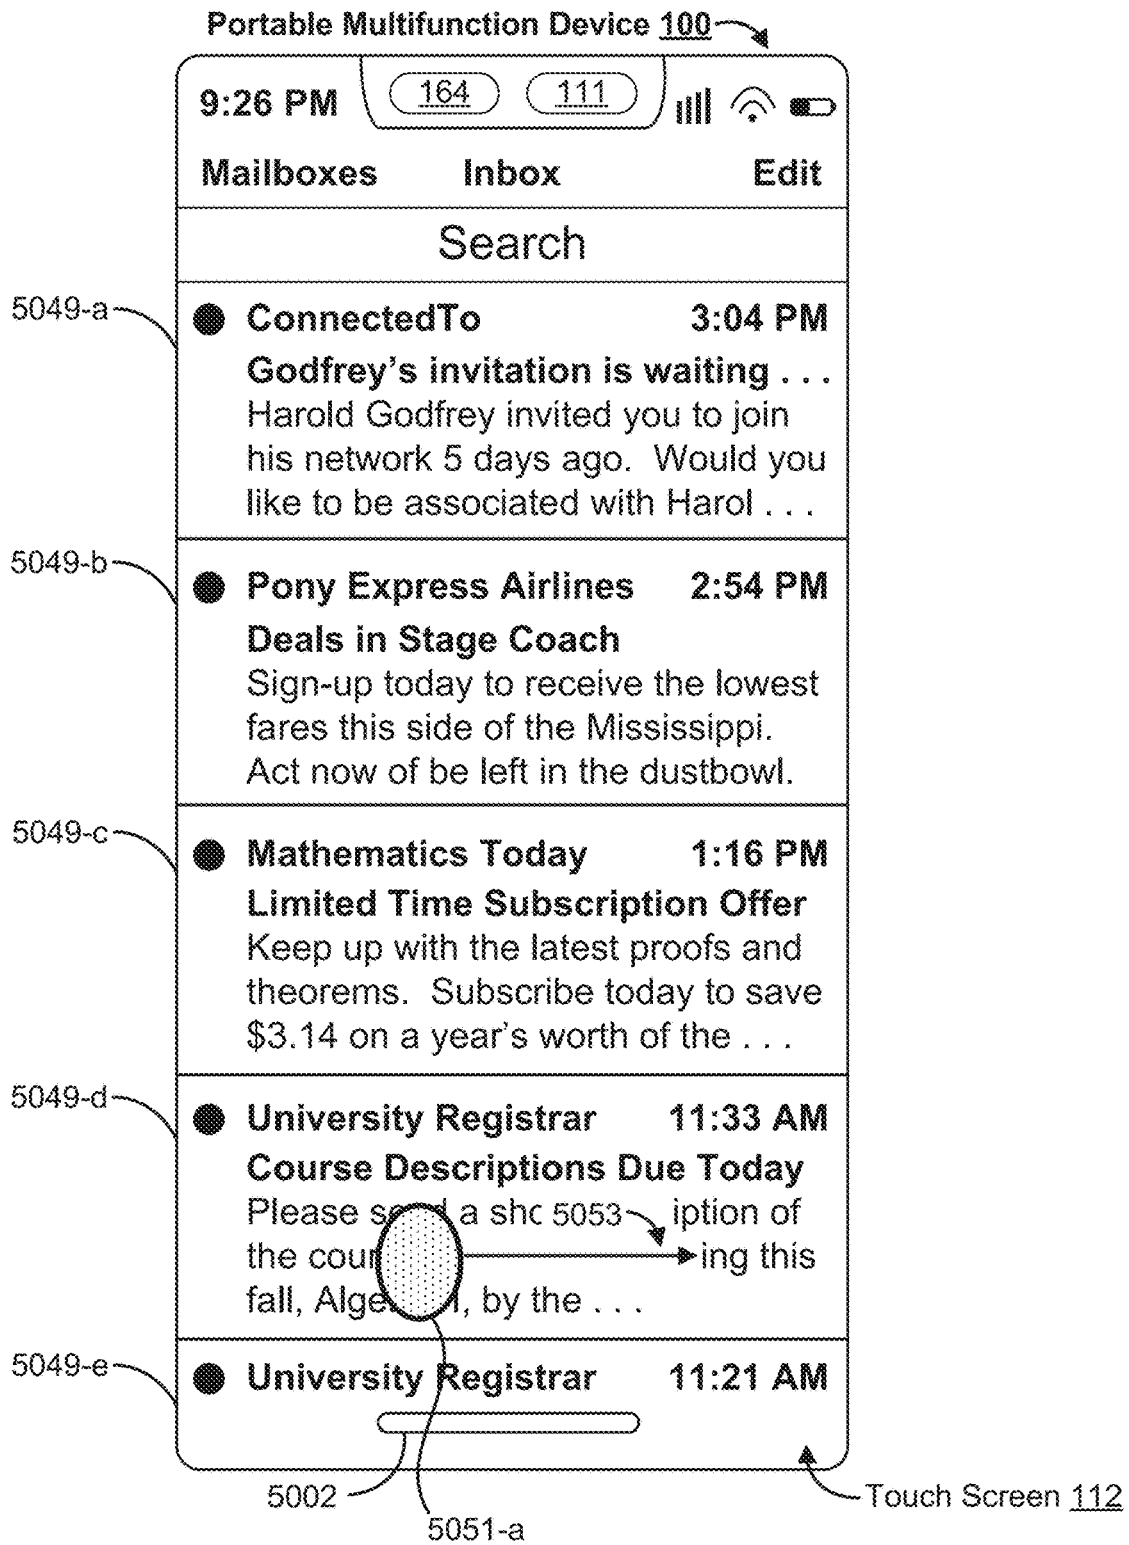 Portable Multifunction Device 100
9:26 PM 164 111
Mailboxes Inbox Edit
Search
5049-a
ConnectedTo 3:04 PM
Godfrey's invitation is waiting . . .
Harold Godfrey invited you to join
his network 5 days ago. Would you
like to be associated with Harol . . .
5049-b
Pony Express Airlines 2:54 PM
Deals in Stage Coach
Sign-up today to receive the lowest
fares this side of the Mississippi.
Act now of be left in the dustbowl.
5049-c
Mathematics Today 1:16 PM
Limited Time Subscription Offer
Keep up with the latest proofs and
theorems. Subscribe today to save
$3.14 on a year's worth of the . . .
5049-d
University Registrar 11:33 AM
Course Descriptions Due Today
Please a 5053 of
the this
fall, by the . . .
5049-e
University Registrar 11:21 AM
5002
5051-a
Touch Screen 112